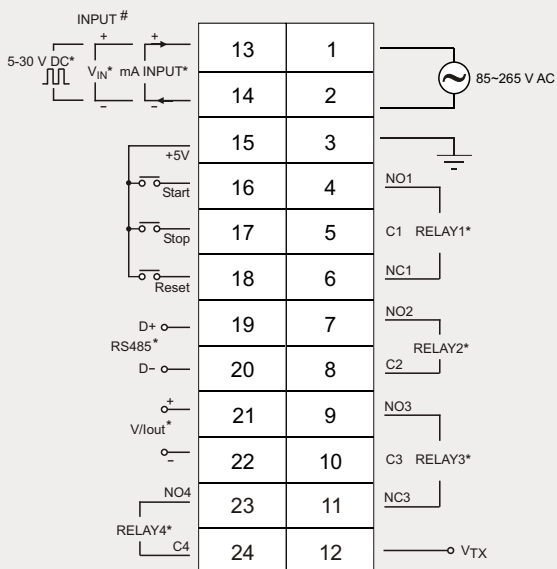 INPUT #
5-30 V DC*
+
VIN*
−
+
mA INPUT*
−
13 1
14 2
85~265 V AC
+5V
15 3
Start
16 4
NO1
Stop
17 5
C1 RELAY1*
Reset
18 6
NC1
D+
RS485*
D−
19 7
NO2
RELAY2*
20 8
C2
+
V/Iout*
−
21 9
NO3
22 10
C3 RELAY3*
NO4
RELAY4*
C4
23 11
NC3
24 12
VTX